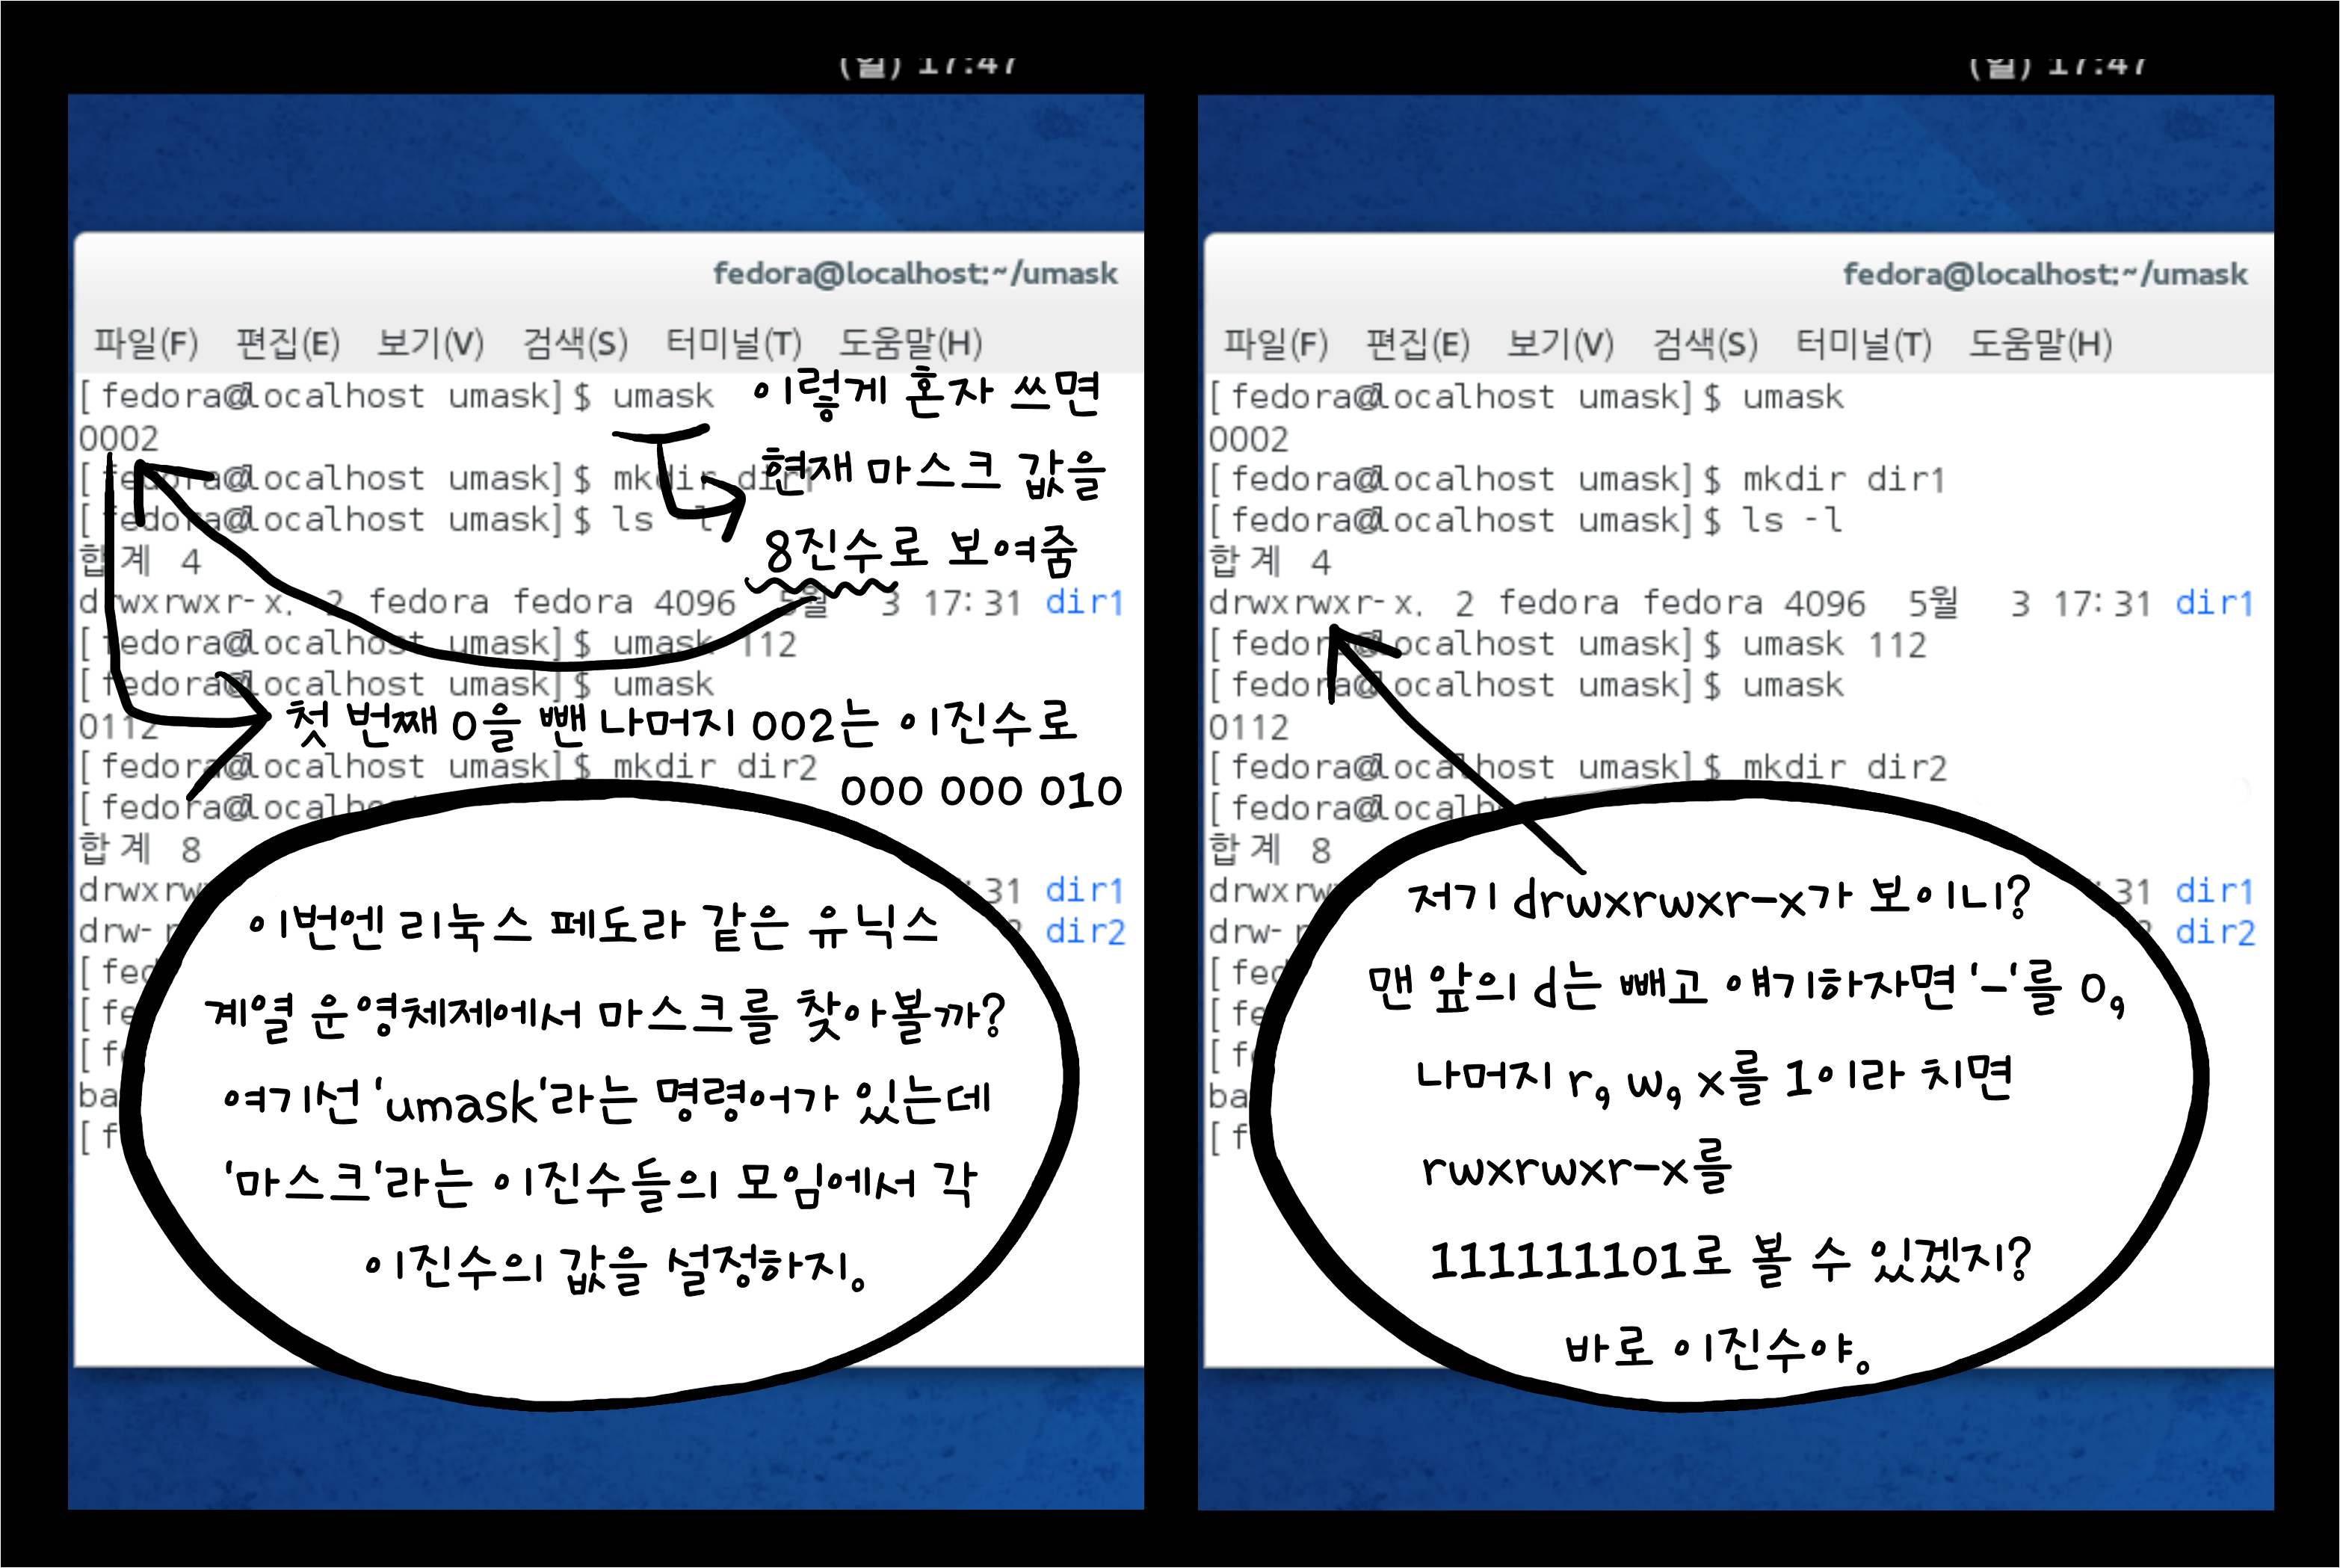 (일) 17:47
fedora@localhost:~/umask
파일(F) 편집(E) 보기(V) 검색(S) 터미널(T) 도움말(H)
[fedora@localhost umask]$ umask
0002
[fedora@localhost umask]$ mkdir dir1
[fedora@localhost umask]$ ls -l
합계 4
drwxrwxr-x. 2 fedora fedora 4096 5월 3 17:31 dir1
[fedora@localhost umask]$ umask 112
[fedora@localhost umask]$ umask
0112
[fedora@localhost umask]$ mkdir dir2
[fedora@localhost
합계 8
drwxrw 31 dir1
drw- dir2
[fed
[fe
[f
ba
[f
이렇게 혼자 쓰면
현재 마스크 값을
8진수로 보여줌
첫 번째 0을 뺀 나머지 002는 이진수로
000 000 010
이번엔 리눅스 페도라 같은 유닉스
계열 운영체제에서 마스크를 찾아볼까?
여기선 'umask'라는 명령어가 있는데
'마스크'라는 이진수들의 모임에서 각
이진수의 값을 설정하지.
(일) 17:47
fedora@localhost:~/umask
파일(F) 편집(E) 보기(V) 검색(S) 터미널(T) 도움말(H)
[fedora@localhost umask]$ umask
0002
[fedora@localhost umask]$ mkdir dir1
[fedora@localhost umask]$ ls -l
합계 4
drwxrwxr-x. 2 fedora fedora 4096 5월 3 17:31 dir1
[fedora@localhost umask]$ umask 112
[fedora@localhost umask]$ umask
0112
[fedora@localhost umask]$ mkdir dir2
[fedora@localh
합계 8
drwxrw 31 dir1
drw- dir2
[fed
[fe
[f
ba
[f
저기 drwxrwxr-x가 보이니?
맨 앞의 d는 빼고 얘기하자면 '-'를 0,
나머지 r, w, x를 1이라 치면
rwxrwxr-x를
111111101로 볼 수 있겠지?
바로 이진수야.